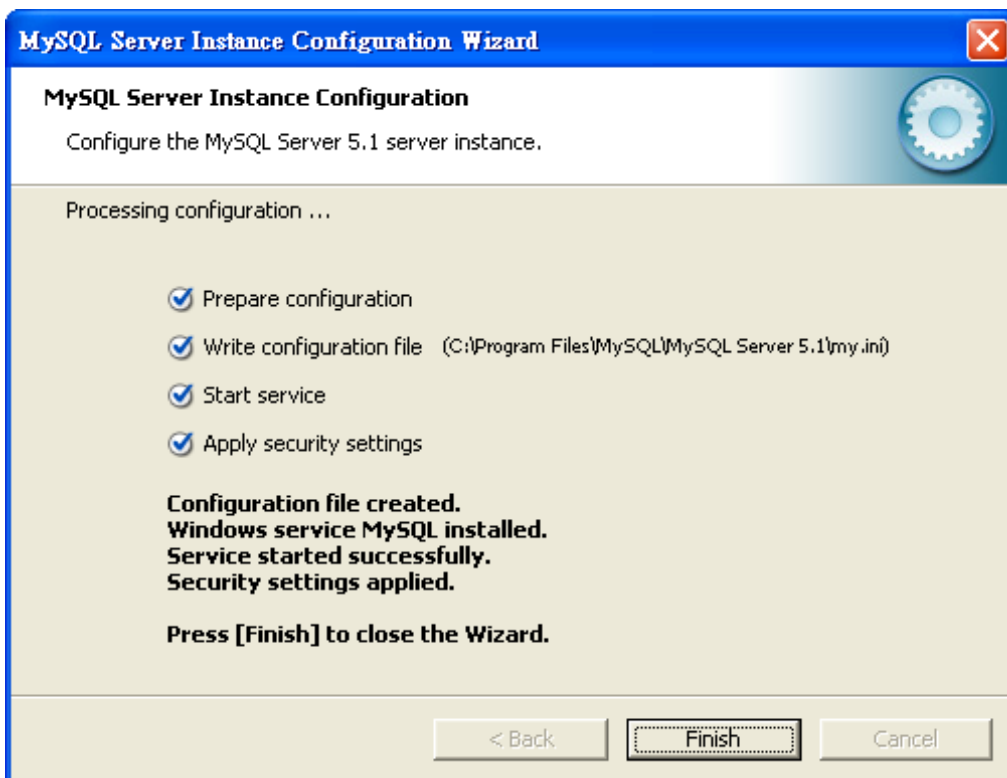 MySQL Server Instance Configuration Wizard
MySQL Server Instance Configuration
Configure the MySQL Server 5.1 server instance.
Processing configuration ...
Prepare configuration
Write configuration file (C:\Program Files\MySQL\MySQL Server 5.1\my.ini)
Start service
Apply security settings
Configuration file created.
Windows service MySQL installed.
Service started successfully.
Security settings applied.
Press [Finish] to close the Wizard.
< Back Finish Cancel